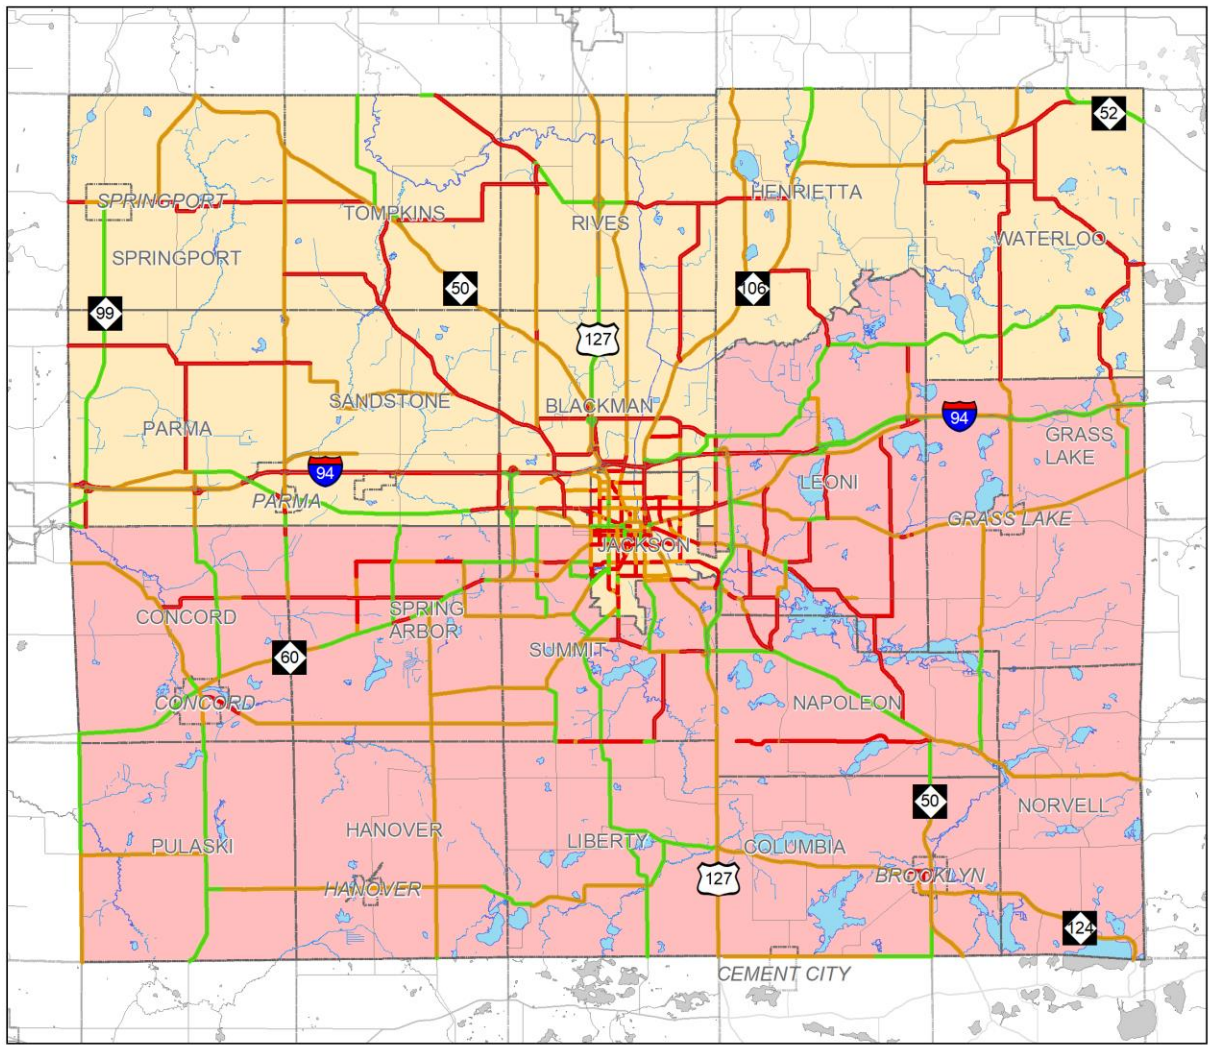 52
HENRIETTA
SPRINGPORT
TOMPKINS
RIVES
WATERLOO
SPRINGPORT
50
106
99
127
SANDSTONE
BLACKMAN
94
PARMA
GRASS
LAKE
94
LEONI
PARMA
GRASS LAKE
JACKSON
CONCORD
SPRING
ARBOR
60
SUMMIT
CONCORD
NAPOLEON
50
NORVELL
HANOVER
PULASKI
LIBERTY
COLUMBIA
127
BROOKLYN
HANOVER
124
CEMENT CITY